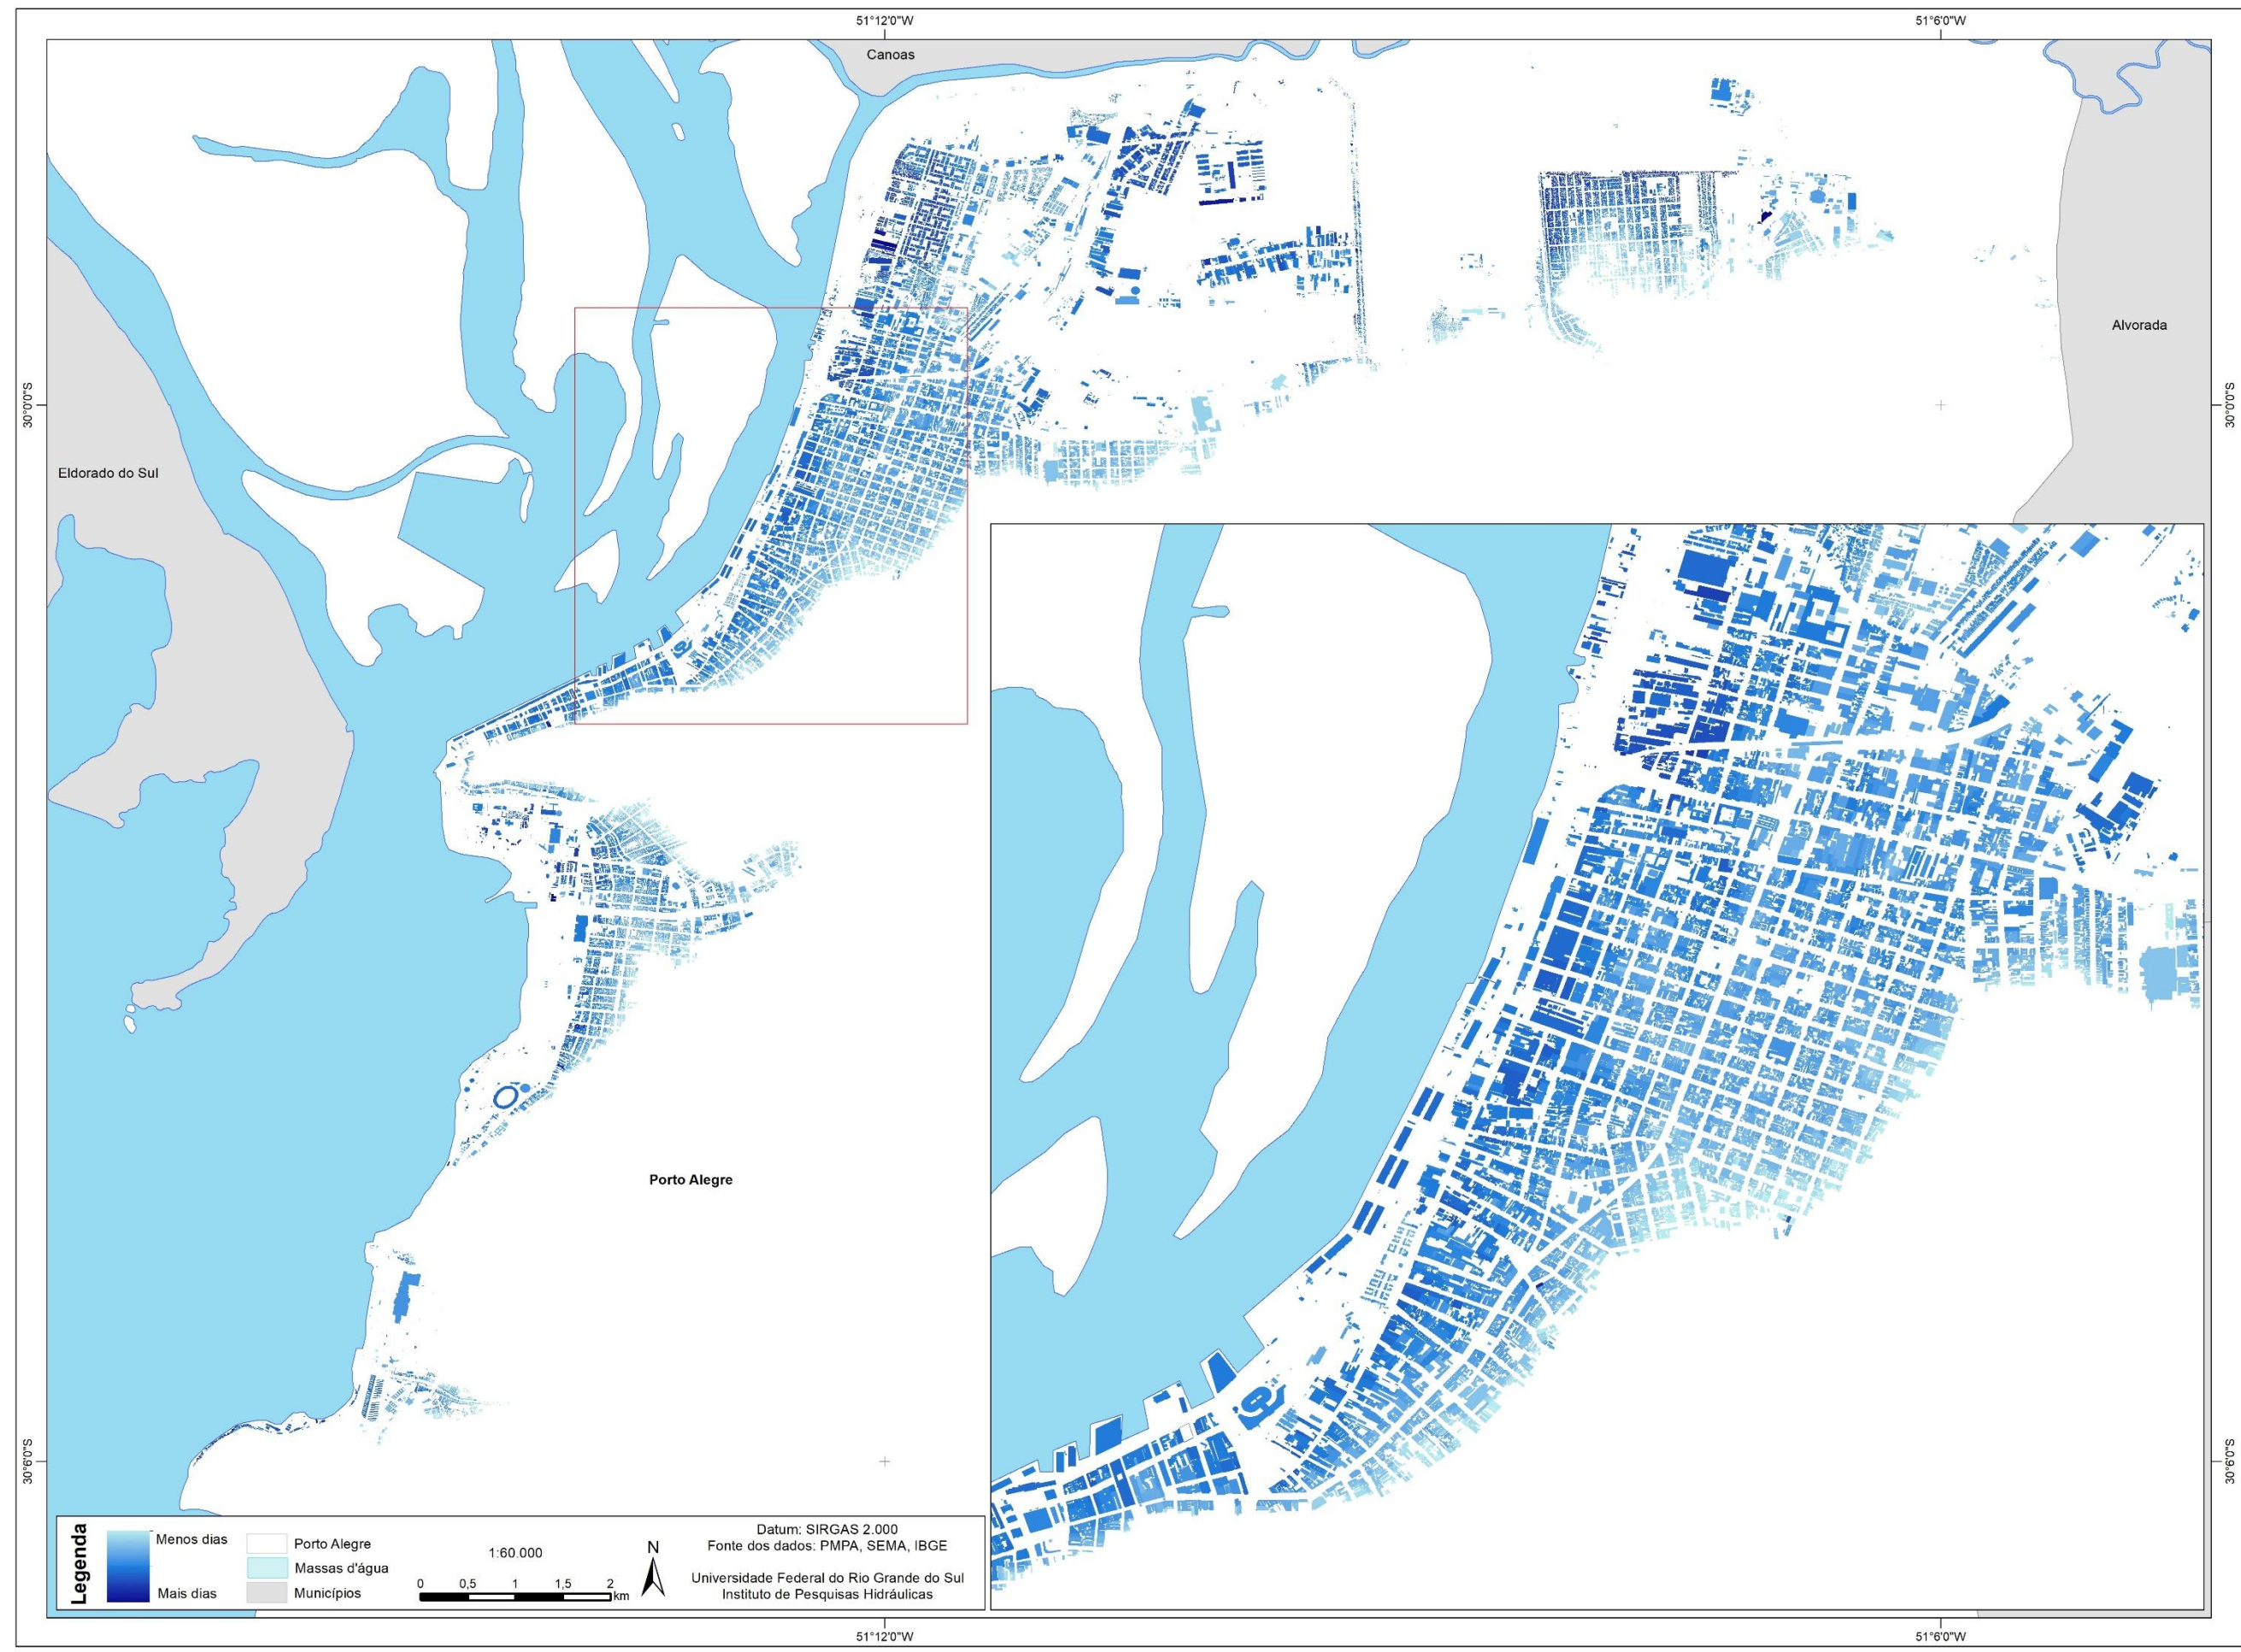 51°12'0"W
51°6'0"W
Canoas
Alvorada
30°0'0"S
30°0'0"S
Eldorado do Sul
Porto Alegre
30°6'0"S
30°6'0"S
Legenda
Menos dias
Mais dias
Porto Alegre
Massas d'água
Municípios
1:60.000
0 0,5 1 1,5 2
km
N
Datum: SIRGAS 2.000
Fonte dos dados: PMPA, SEMA, IBGE
Universidade Federal do Rio Grande do Sul
Instituto de Pesquisas Hidráulicas
51°12'0"W
51°6'0"W